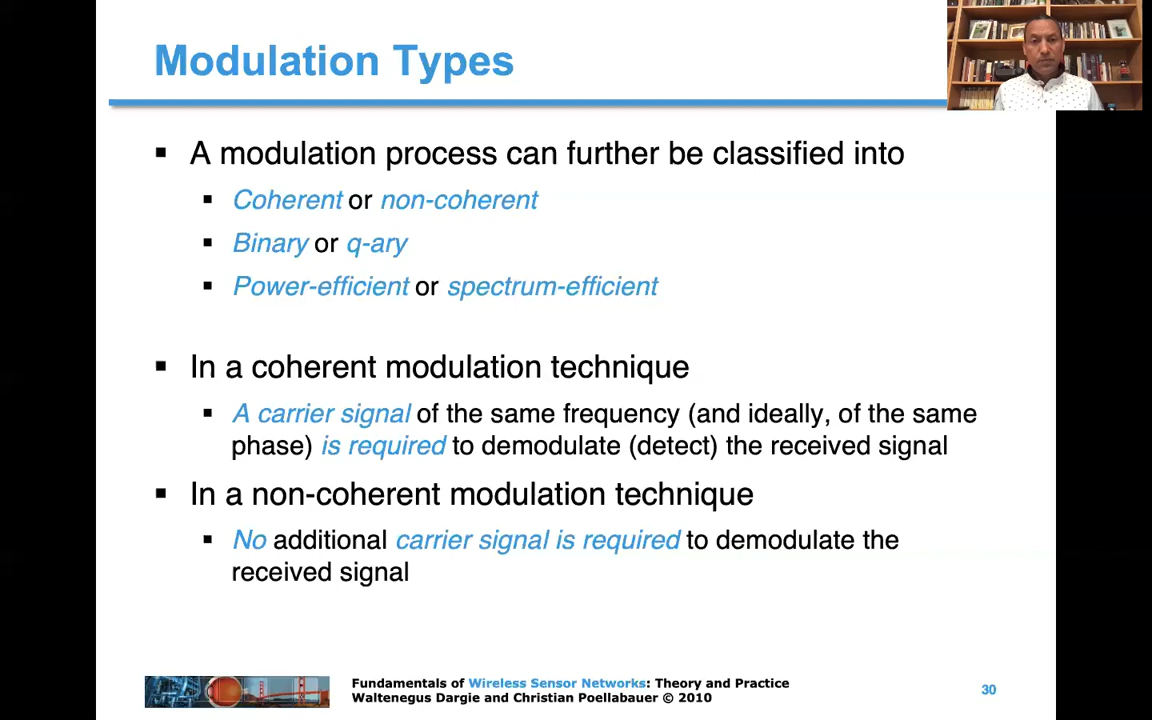 Modulation Types
▪ A modulation process can further be classified into
▪ Coherent or non-coherent
▪ Binary or q-ary
▪ Power-efficient or spectrum-efficient
▪ In a coherent modulation technique
▪ A carrier signal of the same frequency (and ideally, of the same
phase) is required to demodulate (detect) the received signal
▪ In a non-coherent modulation technique
▪ No additional carrier signal is required to demodulate the
received signal
Fundamentals of Wireless Sensor Networks: Theory and Practice
Waltenegus Dargie and Christian Poellabauer © 2010
30